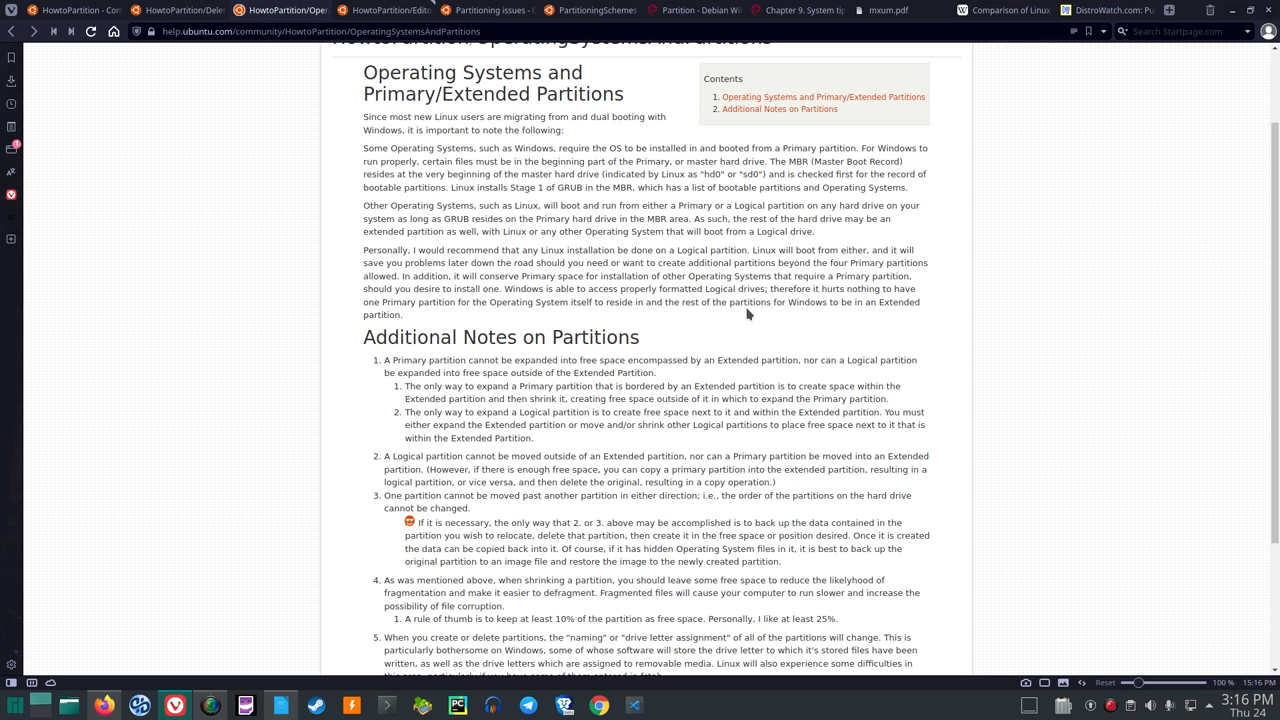 HowtoPartition - Con
HowtoPartition/Dele
HowtoPartition/Oper
HowtoPartition/Edito
Partitioning issues - C
PartitioningSchemes
Partition - Debian Wi
Chapter 9. System tip
mxum.pdf
Comparison of Linux
DistroWatch.com: Pu
help.ubuntu.com/community/HowtoPartition/OperatingSystemsAndPartitions
Search Startpage.com
HowtoPartition/OperatingSystemsAndPartitions
Operating Systems and
Primary/Extended Partitions
Contents
1. Operating Systems and Primary/Extended Partitions
2. Additional Notes on Partitions
Since most new Linux users are migrating from and dual booting with
Windows, it is important to note the following:
Some Operating Systems, such as Windows, require the OS to be installed in and booted from a Primary partition. For Windows to
run properly, certain files must be in the beginning part of the Primary, or master hard drive. The MBR (Master Boot Record)
resides at the very beginning of the master hard drive (indicated by Linux as "hd0" or "sd0") and is checked first for the record of
bootable partitions. Linux installs Stage 1 of GRUB in the MBR, which has a list of bootable partitions and Operating Systems.
Other Operating Systems, such as Linux, will boot and run from either a Primary or a Logical partition on any hard drive on your
system as long as GRUB resides on the Primary hard drive in the MBR area. As such, the rest of the hard drive may be an
extended partition as well, with Linux or any other Operating System that will boot from a Logical drive.
Personally, I would recommend that any Linux installation be done on a Logical partition. Linux will boot from either, and it will
save you problems later down the road should you need or want to create additional partitions beyond the four Primary partitions
allowed. In addition, it will conserve Primary space for installation of other Operating Systems that require a Primary partition,
should you desire to install one. Windows is able to access properly formatted Logical drives; therefore it hurts nothing to have
one Primary partition for the Operating System itself to reside in and the rest of the partitions for Windows to be in an Extended
partition.
Additional Notes on Partitions
1. A Primary partition cannot be expanded into free space encompassed by an Extended partition, nor can a Logical partition
be expanded into free space outside of the Extended Partition.
1. The only way to expand a Primary partition that is bordered by an Extended partition is to create space within the
Extended partition and then shrink it, creating free space outside of it in which to expand the Primary partition.
2. The only way to expand a Logical partition is to create free space next to it and within the Extended partition. You must
either expand the Extended partition or move and/or shrink other Logical partitions to place free space next to it that is
within the Extended Partition.
2. A Logical partition cannot be moved outside of an Extended partition, nor can a Primary partition be moved into an Extended
partition. (However, if there is enough free space, you can copy a primary partition into the extended partition, resulting in a
logical partition, or vice versa, and then delete the original, resulting in a copy operation.)
3. One partition cannot be moved past another partition in either direction; i.e., the order of the partitions on the hard drive
cannot be changed.
If it is necessary, the only way that 2. or 3. above may be accomplished is to back up the data contained in the
partition you wish to relocate, delete that partition, then create it in the free space or position desired. Once it is created
the data can be copied back into it. Of course, if it has hidden Operating System files in it, it is best to back up the
original partition to an image file and restore the image to the newly created partition.
4. As was mentioned above, when shrinking a partition, you should leave some free space to reduce the likelyhood of
fragmentation and make it easier to defragment. Fragmented files will cause your computer to run slower and increase the
possibility of file corruption.
1. A rule of thumb is to keep at least 10% of the partition as free space. Personally, I like at least 25%.
5. When you create or delete partitions, the "naming" or "drive letter assignment" of all of the partitions will change. This is
particularly bothersome on Windows, some of whose software will store the drive letter to which it's stored files have been
written, as well as the drive letters which are assigned to removable media. Linux will also experience some difficulties in
Reset
100 %
15:16 PM
3:16 PM
Thu 24